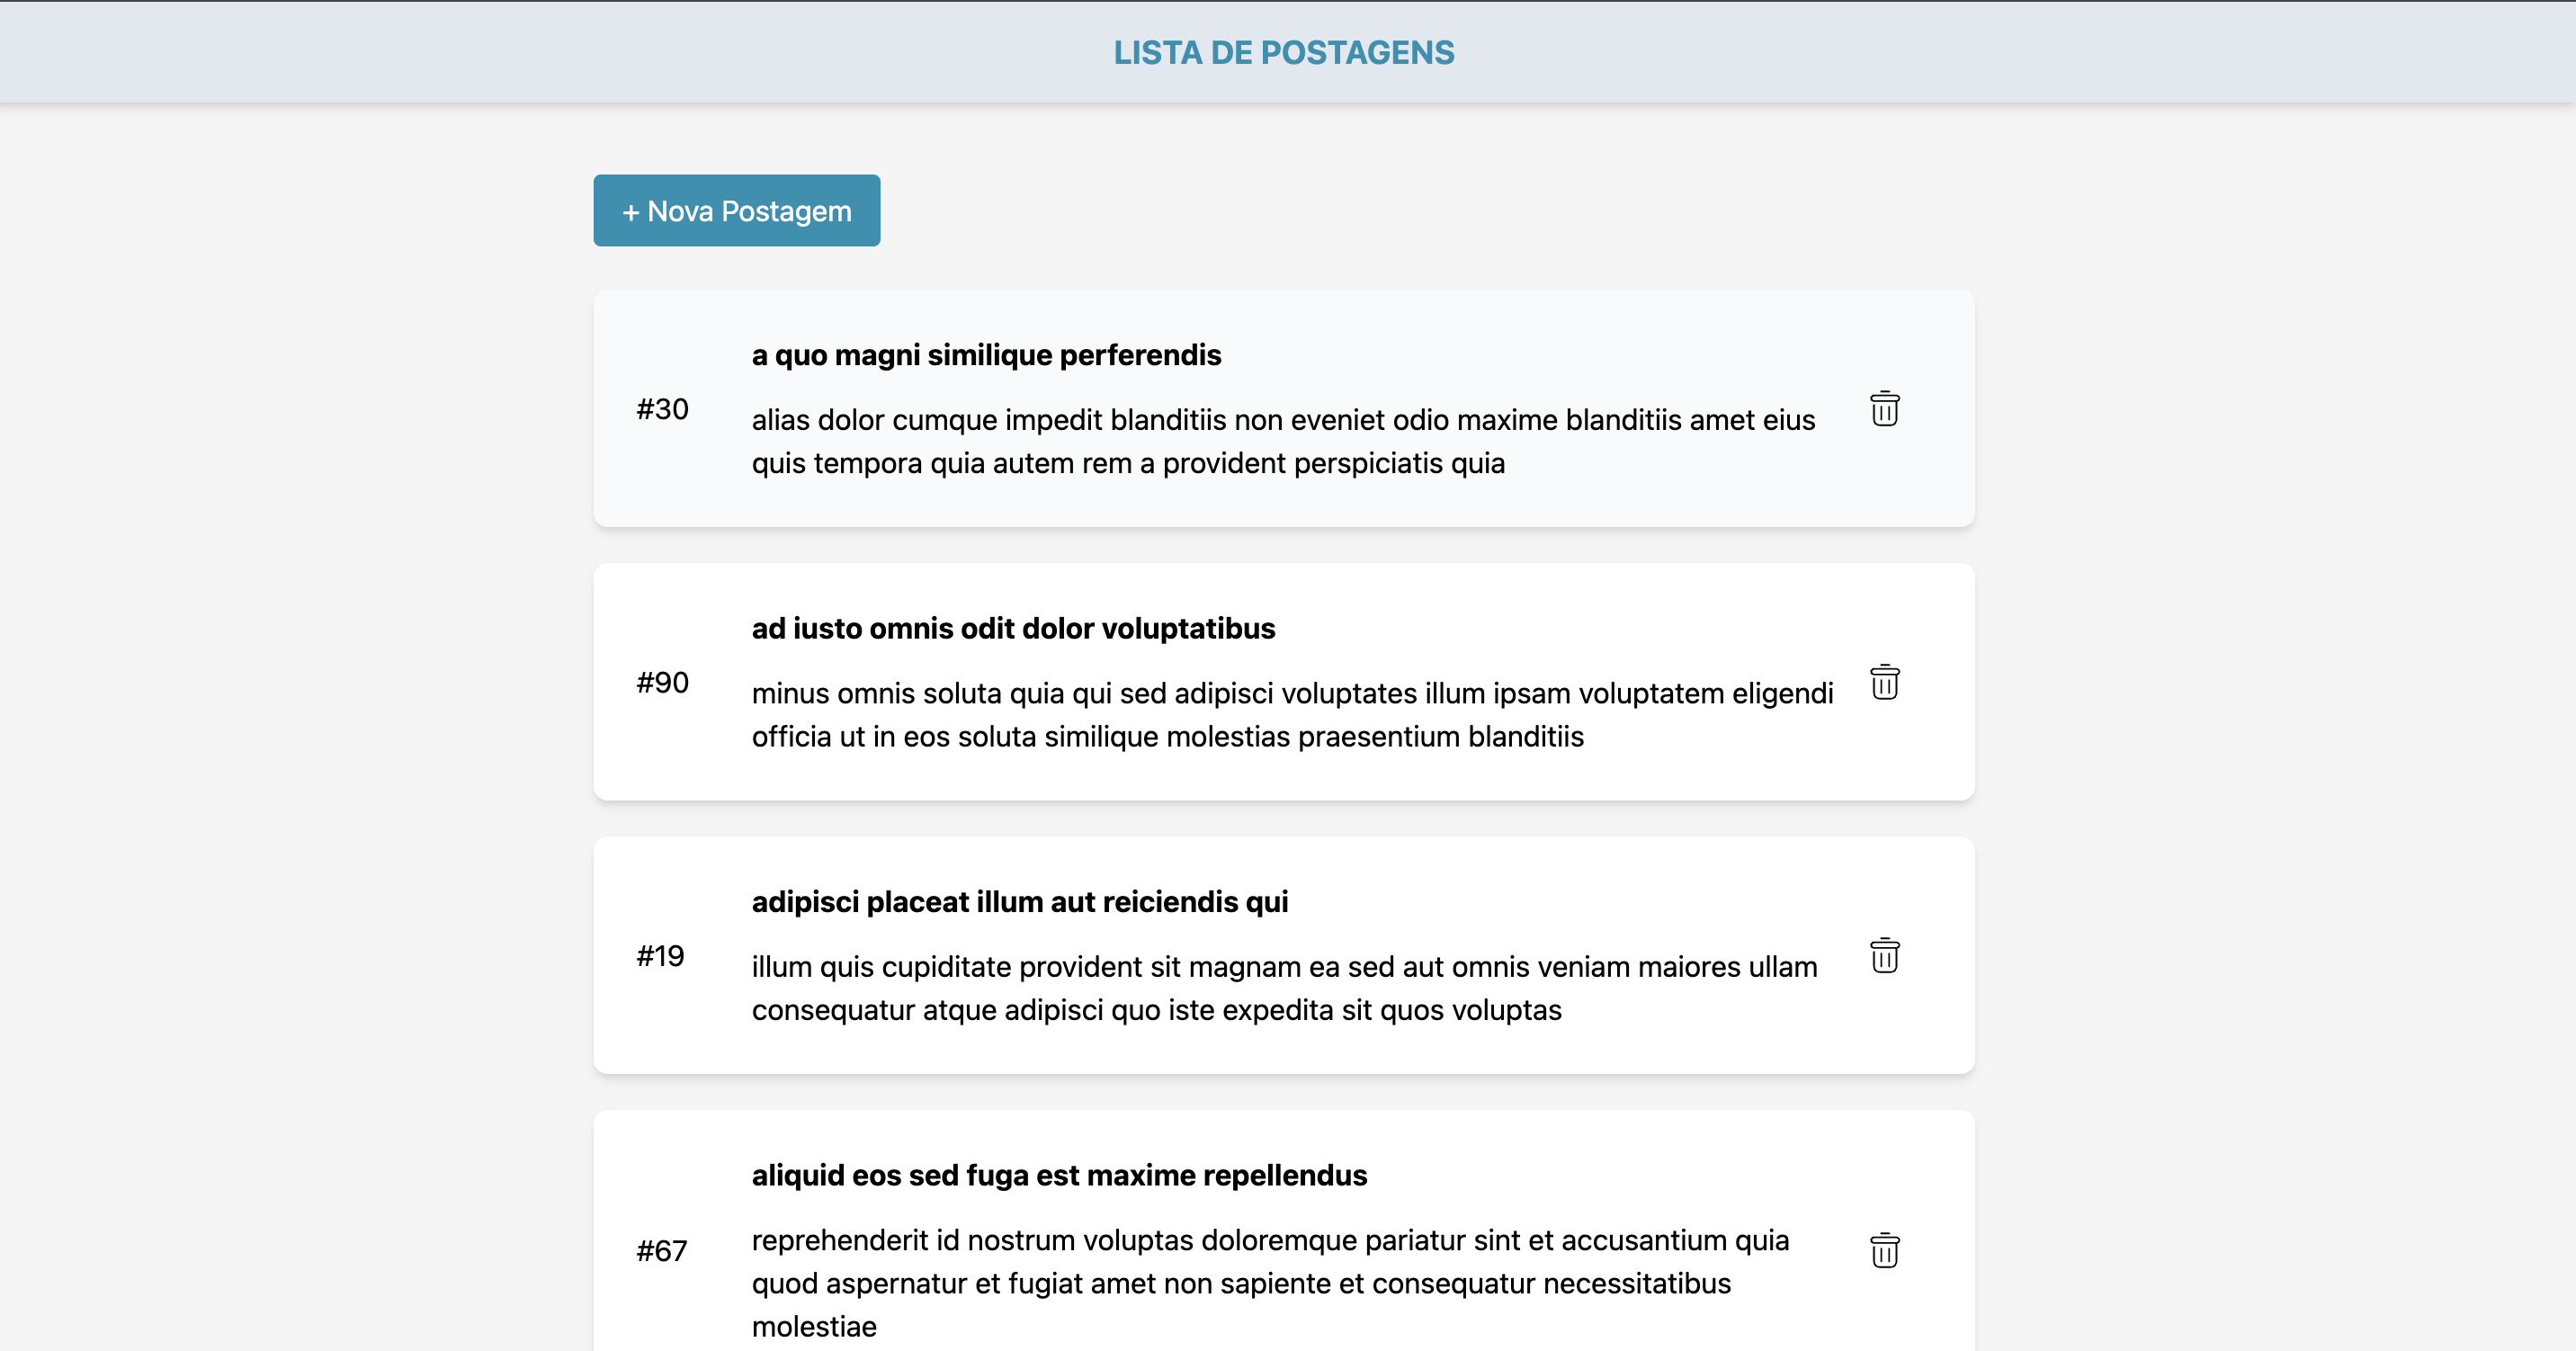 LISTA DE POSTAGENS
+ Nova Postagem
a quo magni similique perferendis
#30
alias dolor cumque impedit blanditiis non eveniet odio maxime blanditiis amet eius
quis tempora quia autem rem a provident perspiciatis quia
ad iusto omnis odit dolor voluptatibus
#90
minus omnis soluta quia qui sed adipisci voluptates illum ipsam voluptatem eligendi
officia ut in eos soluta similique molestias praesentium blanditiis
adipisci placeat illum aut reiciendis qui
#19
illum quis cupiditate provident sit magnam ea sed aut omnis veniam maiores ullam
consequatur atque adipisci quo iste expedita sit quos voluptas
aliquid eos sed fuga est maxime repellendus
#67
reprehenderit id nostrum voluptas doloremque pariatur sint et accusantium quia
quod aspernatur et fugiat amet non sapiente et consequatur necessitatibus
molestiae